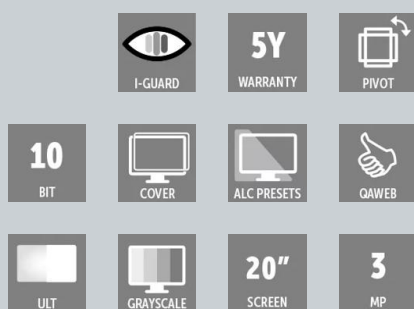 I-GUARD
5Y
WARRANTY
PIVOT
10
BIT
COVER
ALC PRESETS
QAWEB
ULT
GRAYSCALE
20"
SCREEN
3
MP